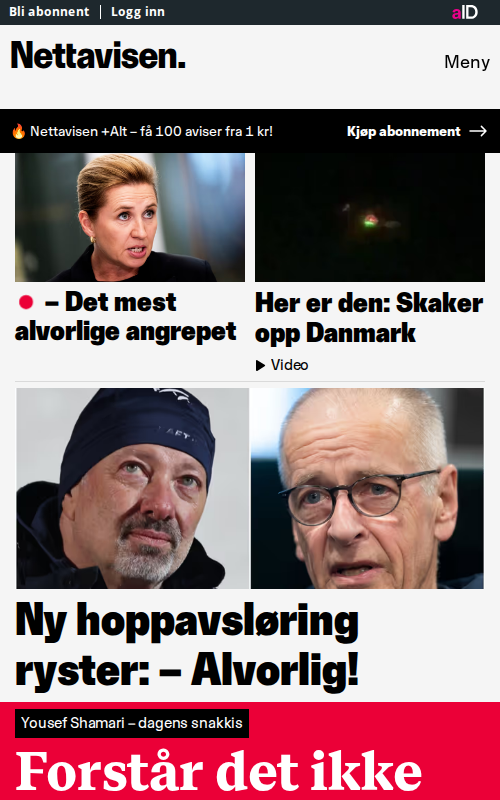 Bli abonnent
Logg inn
aID
Nettavisen.
Meny
🔥 Nettavisen +Alt – få 100 aviser fra 1 kr!
Kjøp abonnement →
– Det mest
alvorlige angrepet
Her er den: Skaker
opp Danmark
Video
Ny hoppavsløring
ryster: – Alvorlig!
Yousef Shamari – dagens snakkis
Forstår det ikke